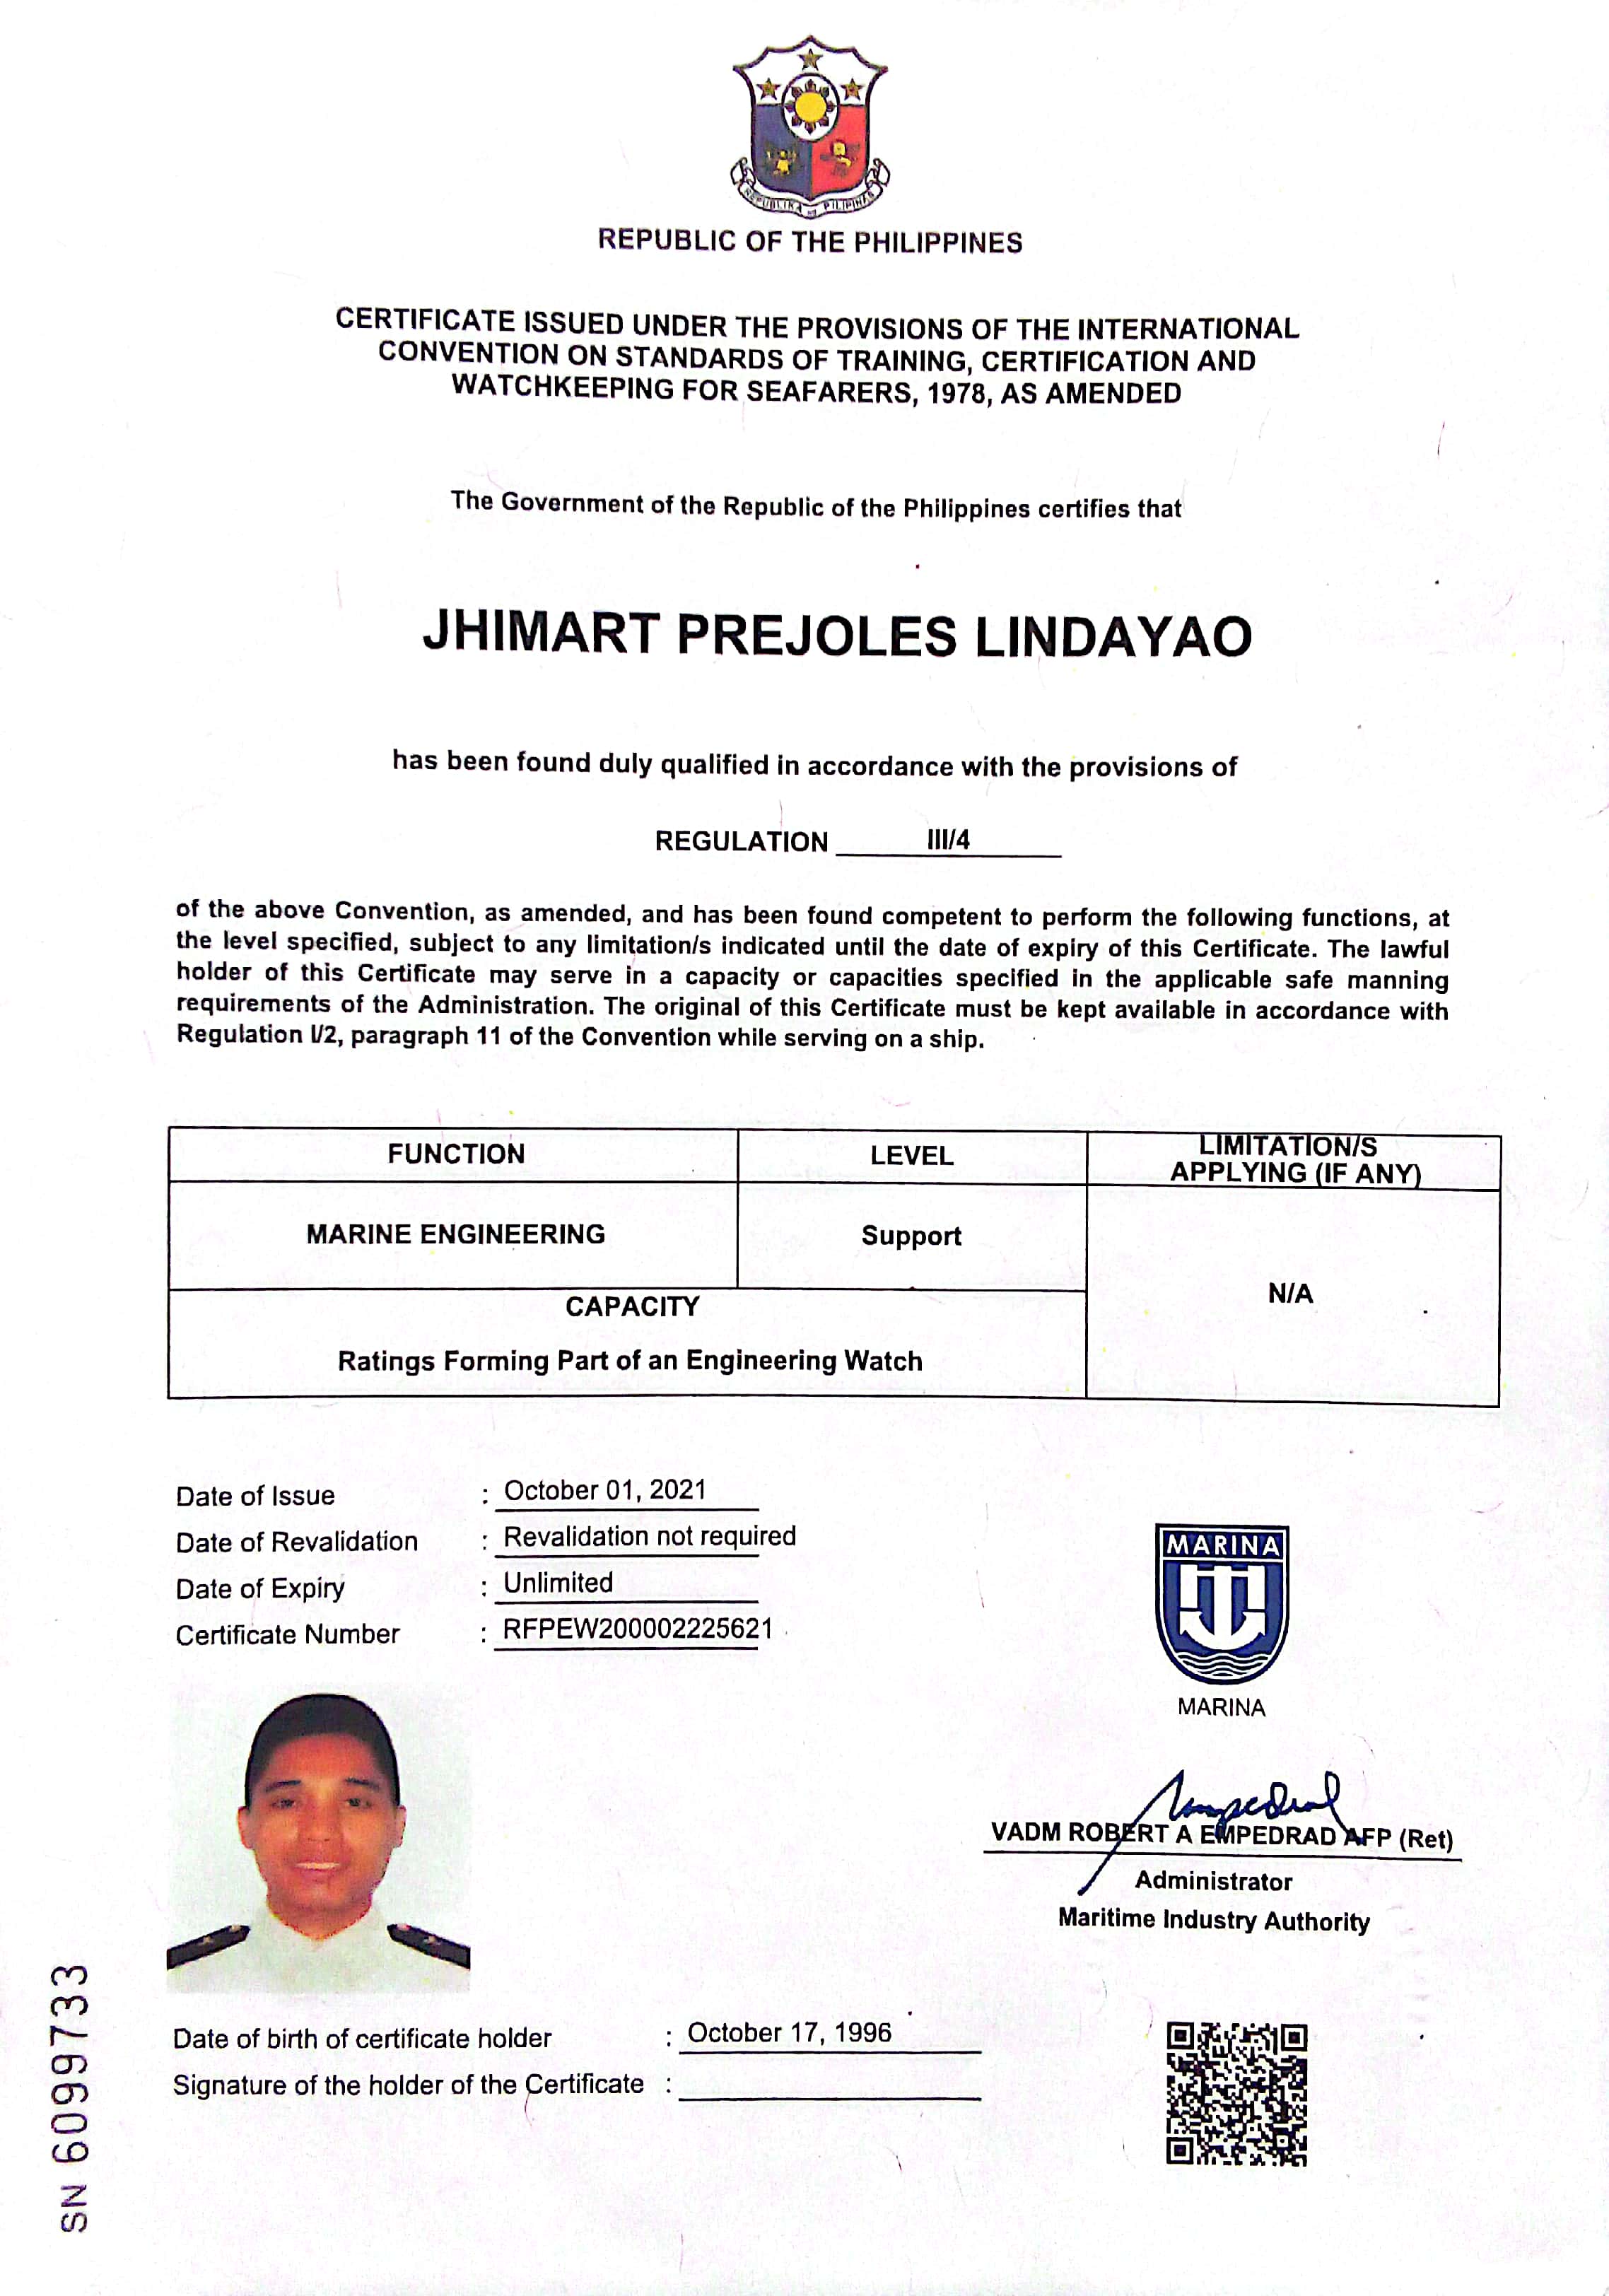 REPUBLIKA NG PILIPINAS
REPUBLIC OF THE PHILIPPINES
CERTIFICATE ISSUED UNDER THE PROVISIONS OF THE INTERNATIONAL
CONVENTION ON STANDARDS OF TRAINING, CERTIFICATION AND
WATCHKEEPING FOR SEAFARERS, 1978, AS AMENDED
The Government of the Republic of the Philippines certifies that
JHIMART PREJOLES LINDAYAO
has been found duly qualified in accordance with the provisions of
REGULATION III/4
of the above Convention, as amended, and has been found competent to perform the following functions, at
the level specified, subject to any limitation/s indicated until the date of expiry of this Certificate. The lawful
holder of this Certificate may serve in a capacity or capacities specified in the applicable safe manning
requirements of the Administration. The original of this Certificate must be kept available in accordance with
Regulation I/2, paragraph 11 of the Convention while serving on a ship.
FUNCTION LEVEL LIMITATION/S
APPLYING (IF ANY)
MARINE ENGINEERING Support
N/A
CAPACITY
Ratings Forming Part of an Engineering Watch
Date of Issue : October 01, 2021
Date of Revalidation : Revalidation not required
Date of Expiry : Unlimited
Certificate Number : RFPEW200002225621
MARINA
MARINA
VADM ROBERT A EMPEDRAD AFP (Ret)
Administrator
Maritime Industry Authority
Date of birth of certificate holder : October 17, 1996
Signature of the holder of the Certificate :
SN 6099733